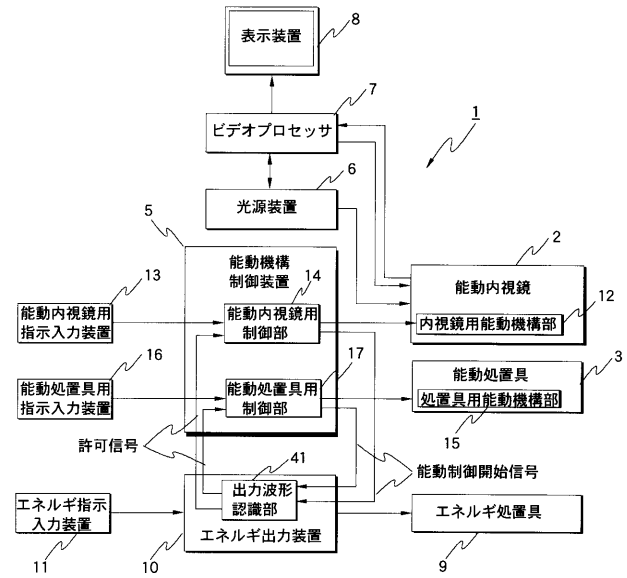 表示装置
8
7
ビデオプロセッサ
1
6
光源装置
5
2
能動機構
制御装置
能動内視鏡
13
14
12
能動内視鏡用
指示入力装置
能動内視鏡用
制御部
内視鏡用能動機構部
16
17
3
能動処置具用
指示入力装置
能動処置具用
制御部
能動処置具
処置具用能動機構部
15
許可信号
41
能動制御開始信号
出力波形
認識部
エネルギ指示
入力装置
エネルギ出力装置
エネルギ処置具
11
10
9